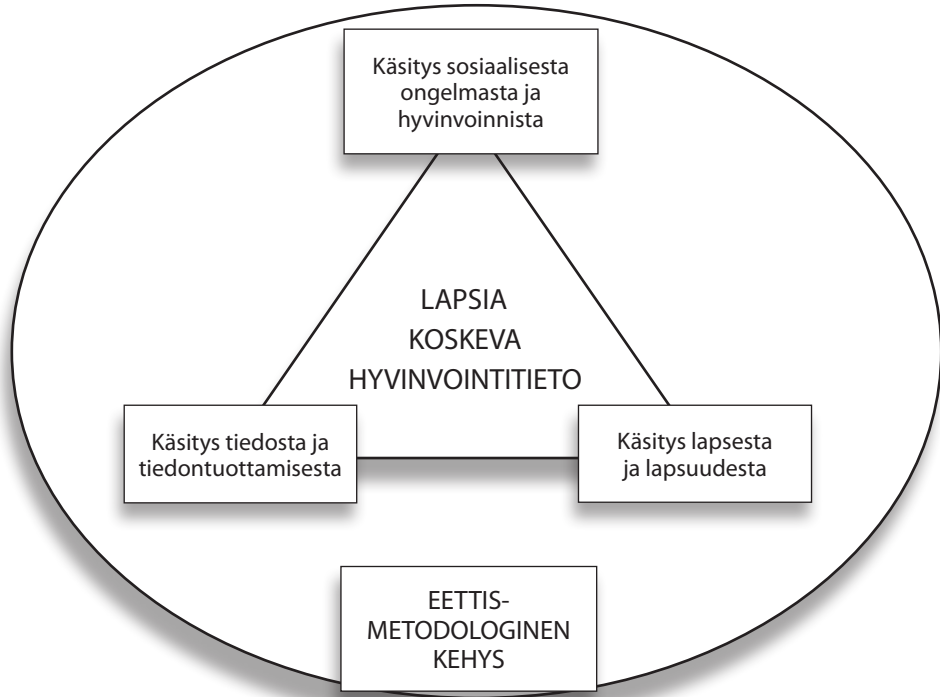 Käsitys sosiaalisesta
ongelmasta ja
hyvinvoinnista
LAPSIA
KOSKEVA
HYVINVOINTITIETO
Käsitys tiedosta ja
tiedontuottamisesta
Käsitys lapsesta
ja lapsuudesta
EETTIS-
METODOLOGINEN
KEHYS